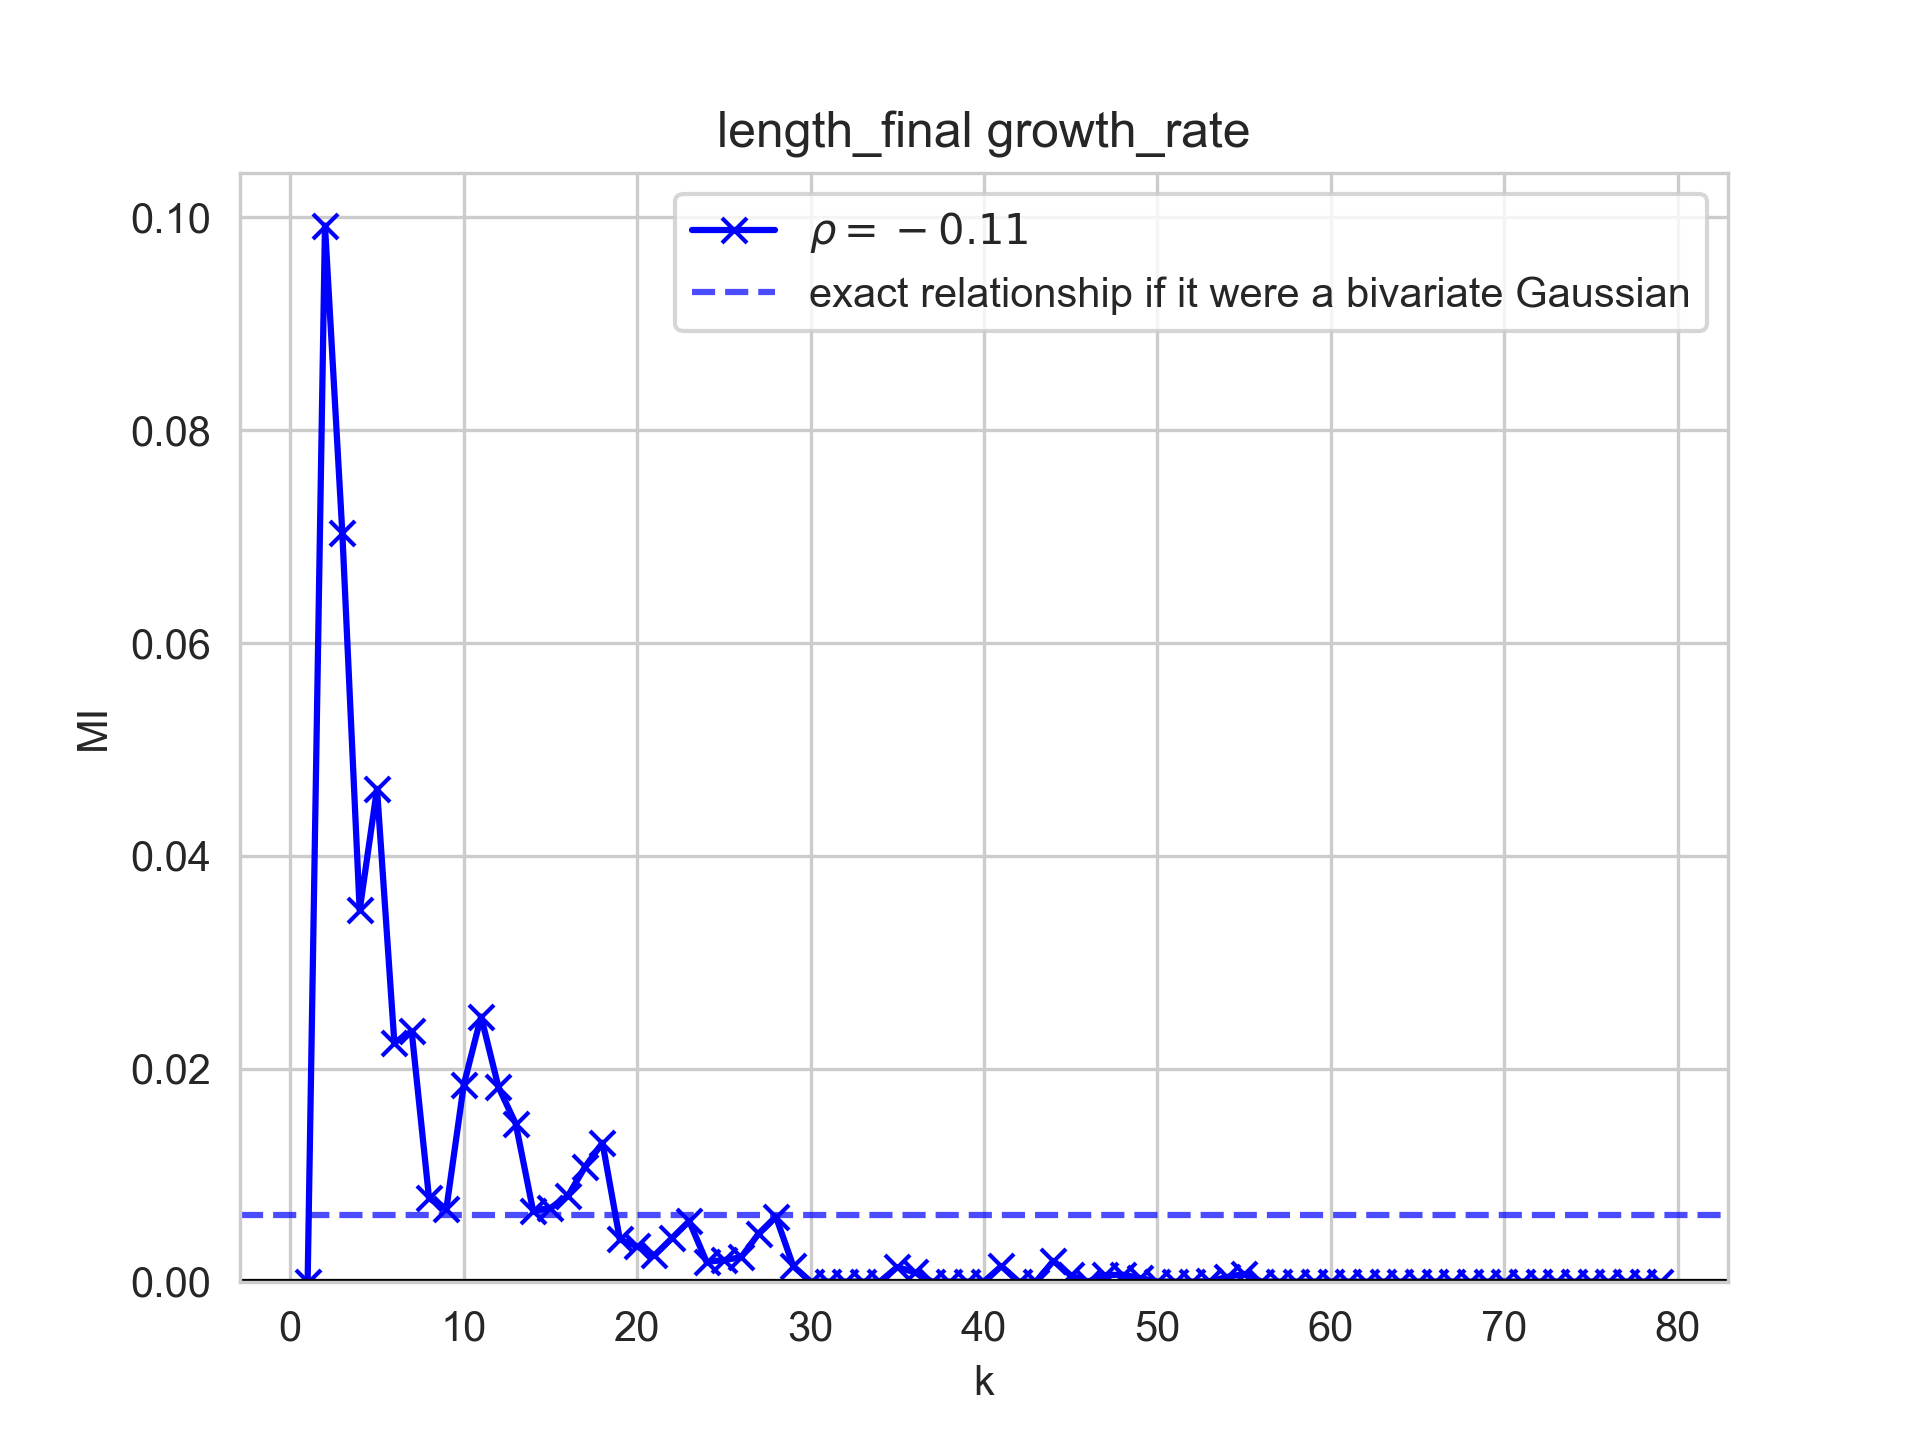 length_final growth_rate
ρ = − 0.11
exact relationship if it were a bivariate Gaussian
0.10
0.08
0.06
0.04
0.02
0.00
MI
0 10 20 30 40 50 60 70 80
k